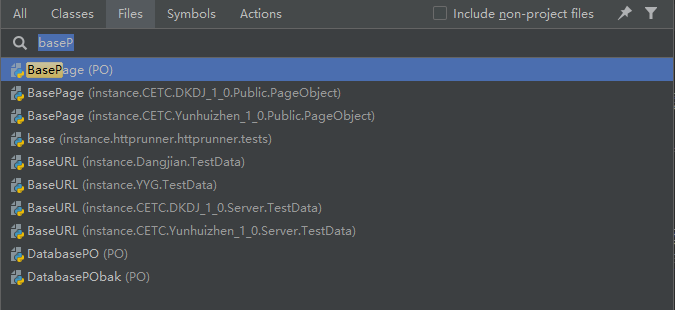 All Classes Files Symbols Actions Include non-project files
baseP
BasePage (PO)
BasePage (instance.CETC.DKDJ_1_0.Public.PageObject)
BasePage (instance.CETC.Yunhuizhen_1_0.Public.PageObject)
base (instance.httprunner.httprunner.tests)
BaseURL (instance.Dangjian.TestData)
BaseURL (instance.YYG.TestData)
BaseURL (instance.CETC.DKDJ_1_0.Server.TestData)
BaseURL (instance.CETC.Yunhuizhen_1_0.Server.TestData)
DatabasePO (PO)
DatabasePObak (PO)